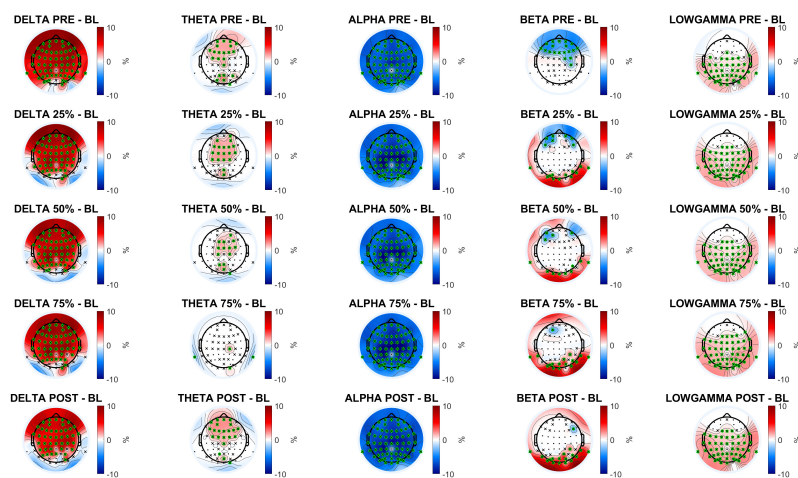 DELTA PRE - BL THETA PRE - BL ALPHA PRE - BL BETA PRE - BL LOWGAMMA PRE - BL
10 10 10 10 10
0 % 0 % 0 % 0 % 0 %
-10 -10 -10 -10 -10
DELTA 25% - BL THETA 25% - BL ALPHA 25% - BL BETA 25% - BL LOWGAMMA 25% - BL
10 10 10 10 10
0 % 0 % 0 % 0 % 0 %
-10 -10 -10 -10 -10
DELTA 50% - BL THETA 50% - BL ALPHA 50% - BL BETA 50% - BL LOWGAMMA 50% - BL
10 10 10 10 10
0 % 0 % 0 % 0 % 0 %
-10 -10 -10 -10 -10
DELTA 75% - BL THETA 75% - BL ALPHA 75% - BL BETA 75% - BL LOWGAMMA 75% - BL
10 10 10 10 10
0 % 0 % 0 % 0 % 0 %
-10 -10 -10 -10 -10
DELTA POST - BL THETA POST - BL ALPHA POST - BL BETA POST - BL LOWGAMMA POST - BL
10 10 10 10 10
0 % 0 % 0 % 0 % 0 %
-10 -10 -10 -10 -10